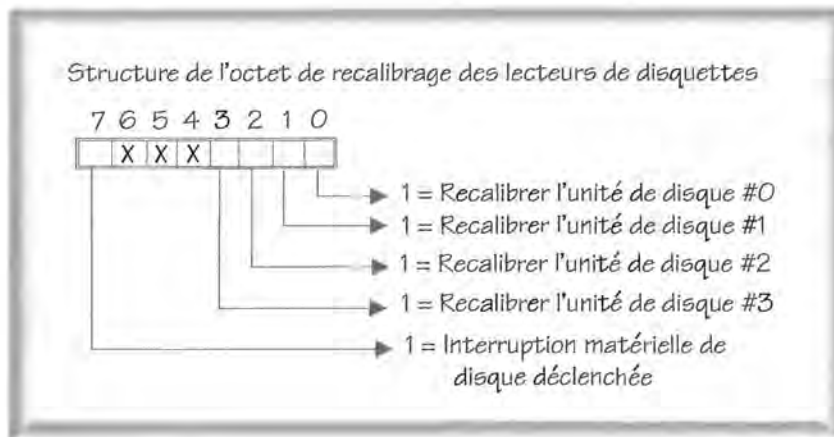 Structure de l'octet de recalibrage des lecteurs de disquettes
7 6 5 4 3 2 1 0
X X X
1 = Recalibrer l'unité de disque #0
1 = Recalibrer l'unité de disque #1
1 = Recalibrer l'unité de disque #2
1 = Recalibrer l'unité de disque #3
1 = Interruption matérielle de
disque déclenchée